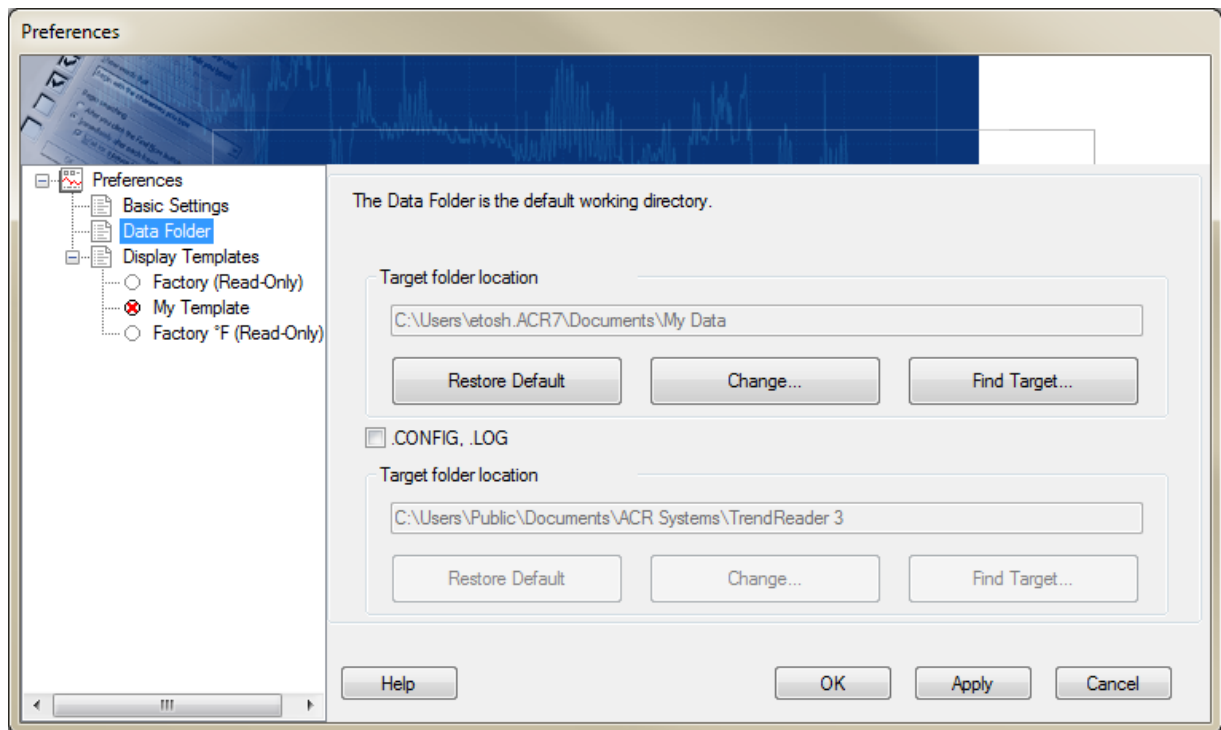 Preferences
Preferences
Basic Settings
Data Folder
Display Templates
Factory (Read-Only)
My Template
Factory °F (Read-Only)
The Data Folder is the default working directory.
Target folder location
C:\Users\etosh.ACR7\Documents\My Data
Restore Default Change... Find Target...
.CONFIG, .LOG
Target folder location
C:\Users\Public\Documents\ACR Systems\TrendReader 3
Restore Default Change... Find Target...
Help OK Apply Cancel